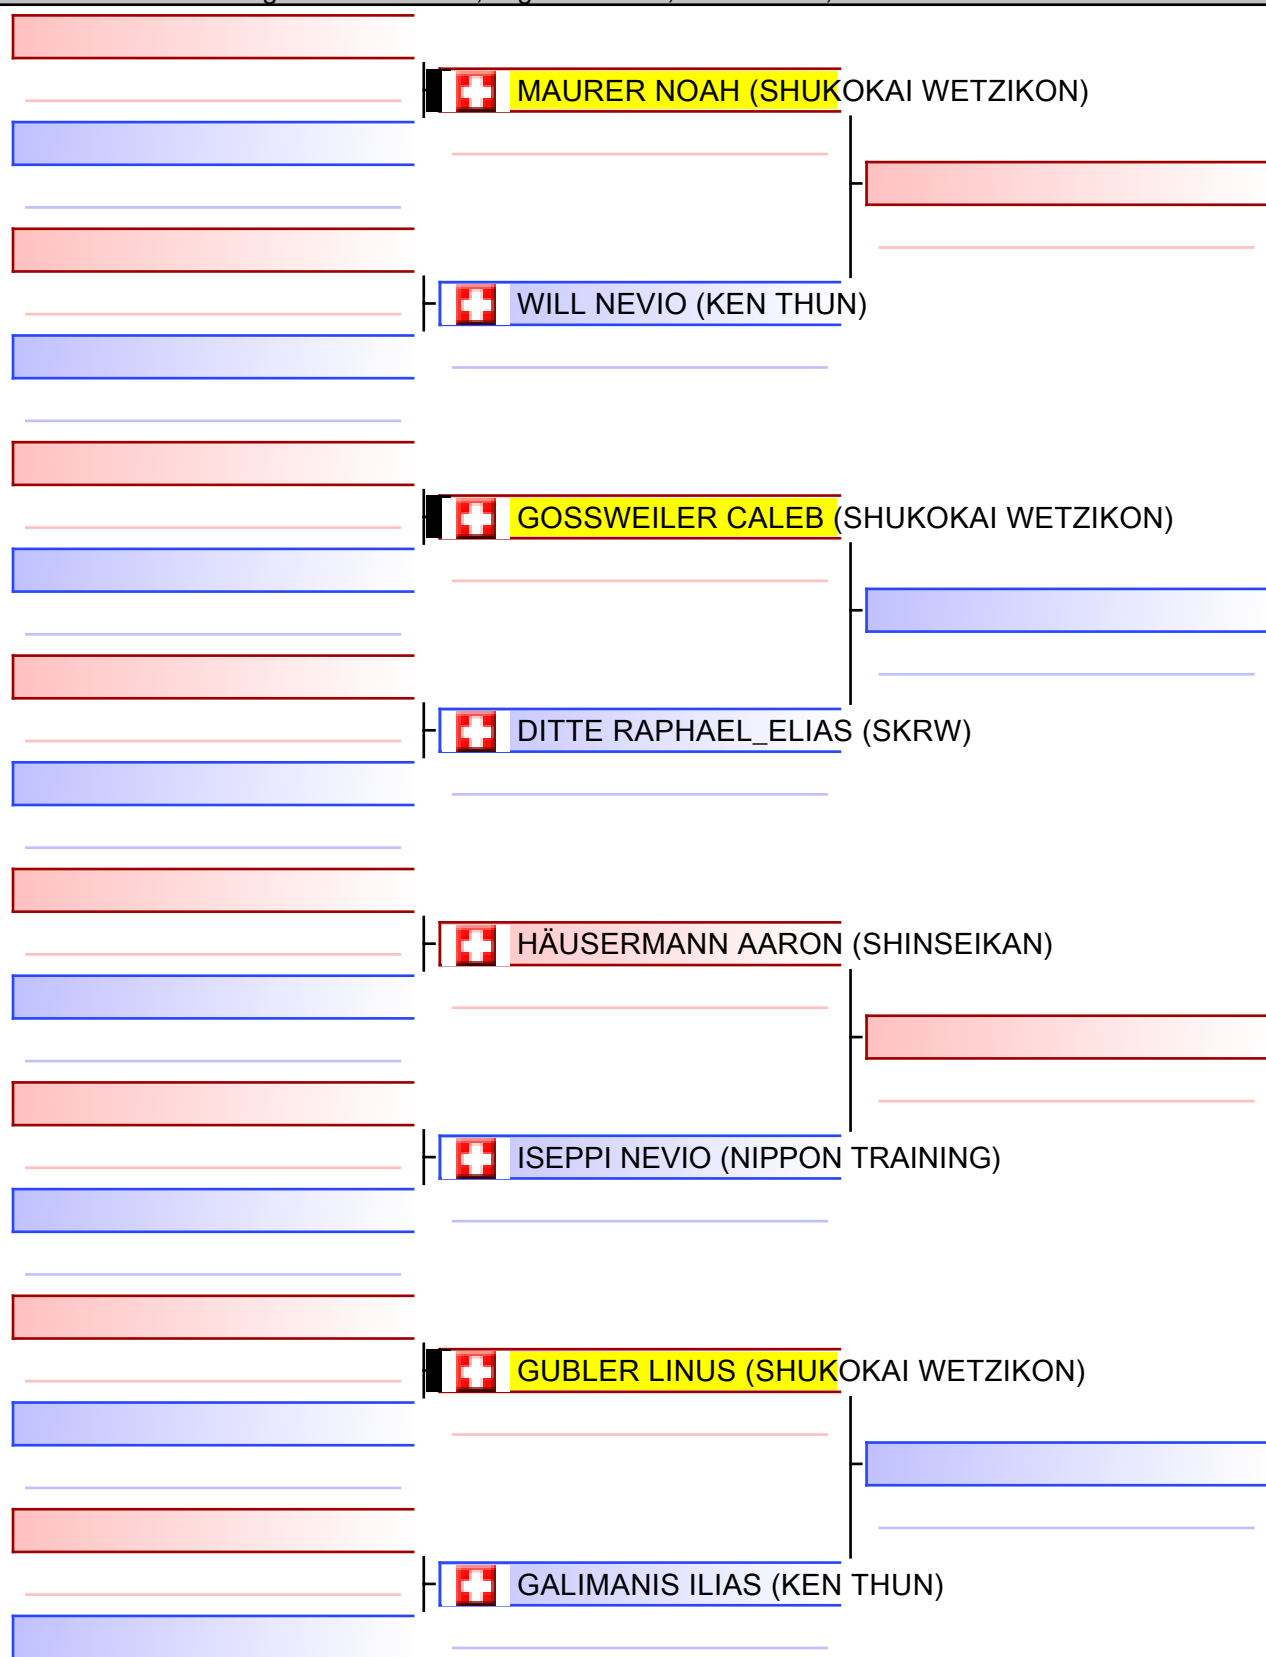 MAURER NOAH (SHUKOKAI WETZIKON)
WILL NEVIO (KEN THUN)
GOSSWEILER CALEB (SHUKOKAI WETZIKON)
DITTE RAPHAEL_ELIAS (SKRW)
HÄUSERMANN AARON (SHINSEIKAN)
ISEPPI NEVIO (NIPPON TRAINING)
GUBLER LINUS (SHUKOKAI WETZIKON)
GALIMANIS ILIAS (KEN THUN)